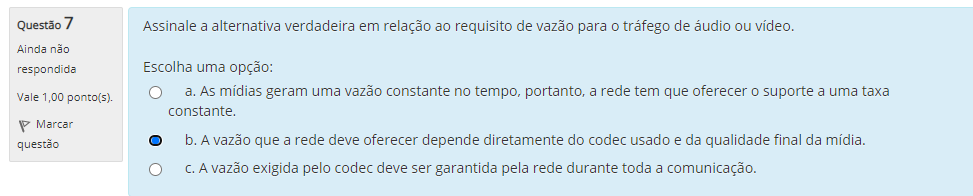 Questão 7
Ainda não
respondida
Vale 1,00 ponto(s).
Marcar
questão
Assinale a alternativa verdadeira em relação ao requisito de vazão para o tráfego de áudio ou vídeo.
Escolha uma opção:
a. As mídias geram uma vazão constante no tempo, portanto, a rede tem que oferecer o suporte a uma taxa
constante.
b. A vazão que a rede deve oferecer depende diretamente do codec usado e da qualidade final da mídia.
c. A vazão exigida pelo codec deve ser garantida pela rede durante toda a comunicação.